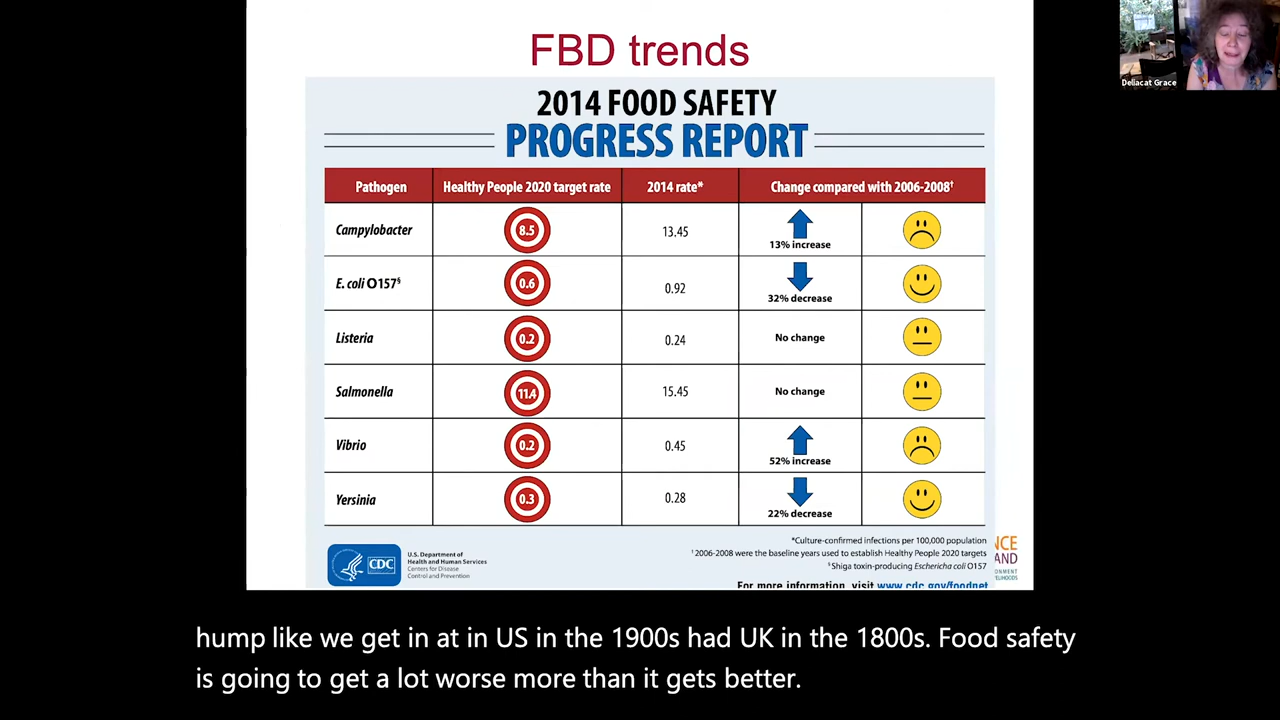 FBD trends
Deliacat Grace
2014 FOOD SAFETY
PROGRESS REPORT
Pathogen Healthy People 2020 target rate 2014 rate* Change compared with 2006-2008†
Campylobacter 8.5 13.45 13% increase
E. coli O157§ 0.6 0.92 32% decrease
Listeria 0.2 0.24 No change
Salmonella 11.4 15.45 No change
Vibrio 0.2 0.45 52% increase
Yersinia 0.3 0.28 22% decrease
CDC
U.S. Department of
Health and Human Services
Centers for Disease
Control and Prevention
*Culture-confirmed infections per 100,000 population
†2006-2008 were the baseline years used to establish Healthy People 2020 targets
§Shiga toxin-producing Escherichia coli O157
For more information, visit www.cdc.gov/foodnet
hump like we get in at in US in the 1900s had UK in the 1800s. Food safety
is going to get a lot worse more than it gets better.